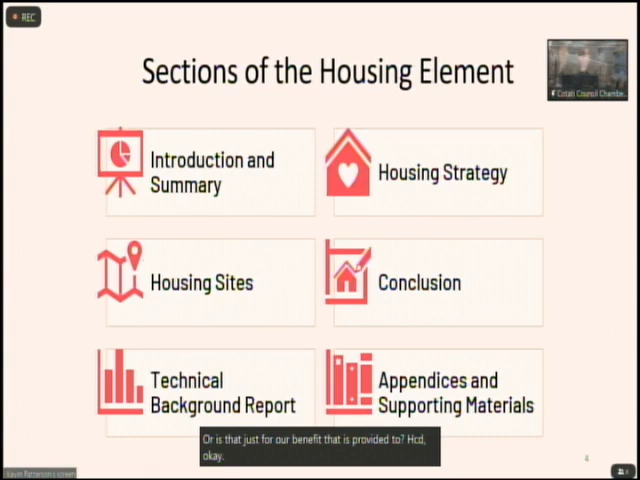 REC
Sections of the Housing Element
Cotati Council Chambe...
Introduction and
Summary
Housing Strategy
Housing Sites
Conclusion
Technical
Background Report
Appendices and
Supporting Materials
Or is that just for our benefit that is provided to? Hcd,
okay.
4